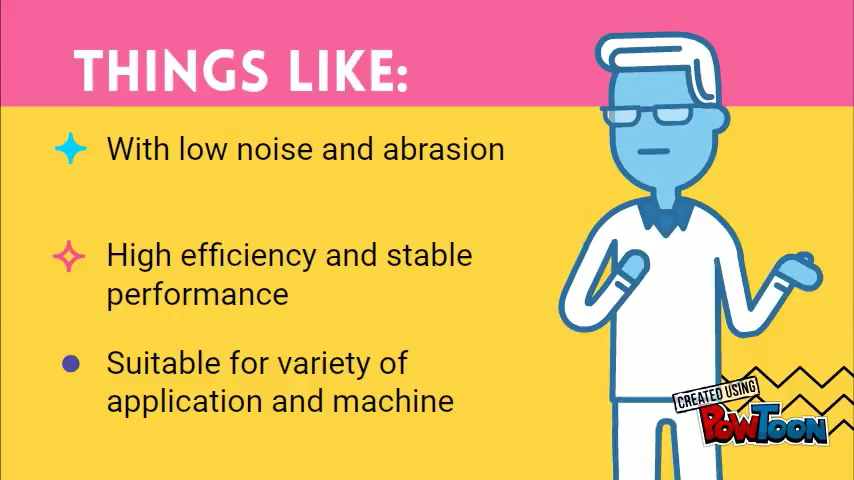 THINGS LIKE:
With low noise and abrasion
High efficiency and stable
performance
Suitable for variety of
application and machine
CREATED USING
POWTOON